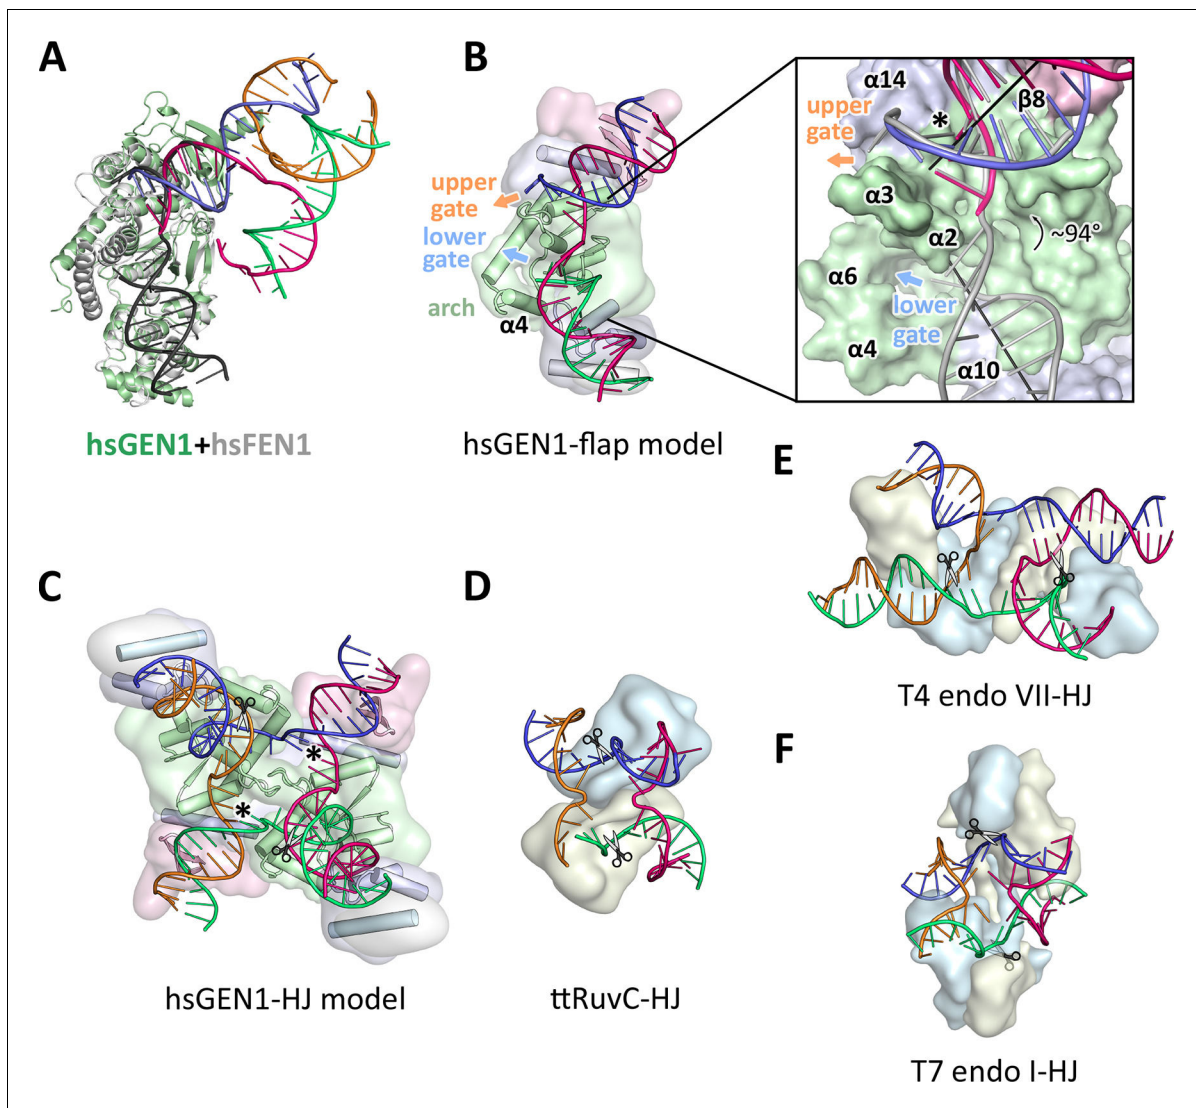 A
hsGEN1+hsFEN1
B
upper
gate
lower
gate
arch
α4
hsGEN1-flap model
α14
β8
*
upper
gate
α3
α2
~94°
α6
lower
gate
α4
α10
C
*
*
hsGEN1-HJ model
D
ttRuvC-HJ
E
T4 endo VII-HJ
F
T7 endo I-HJ